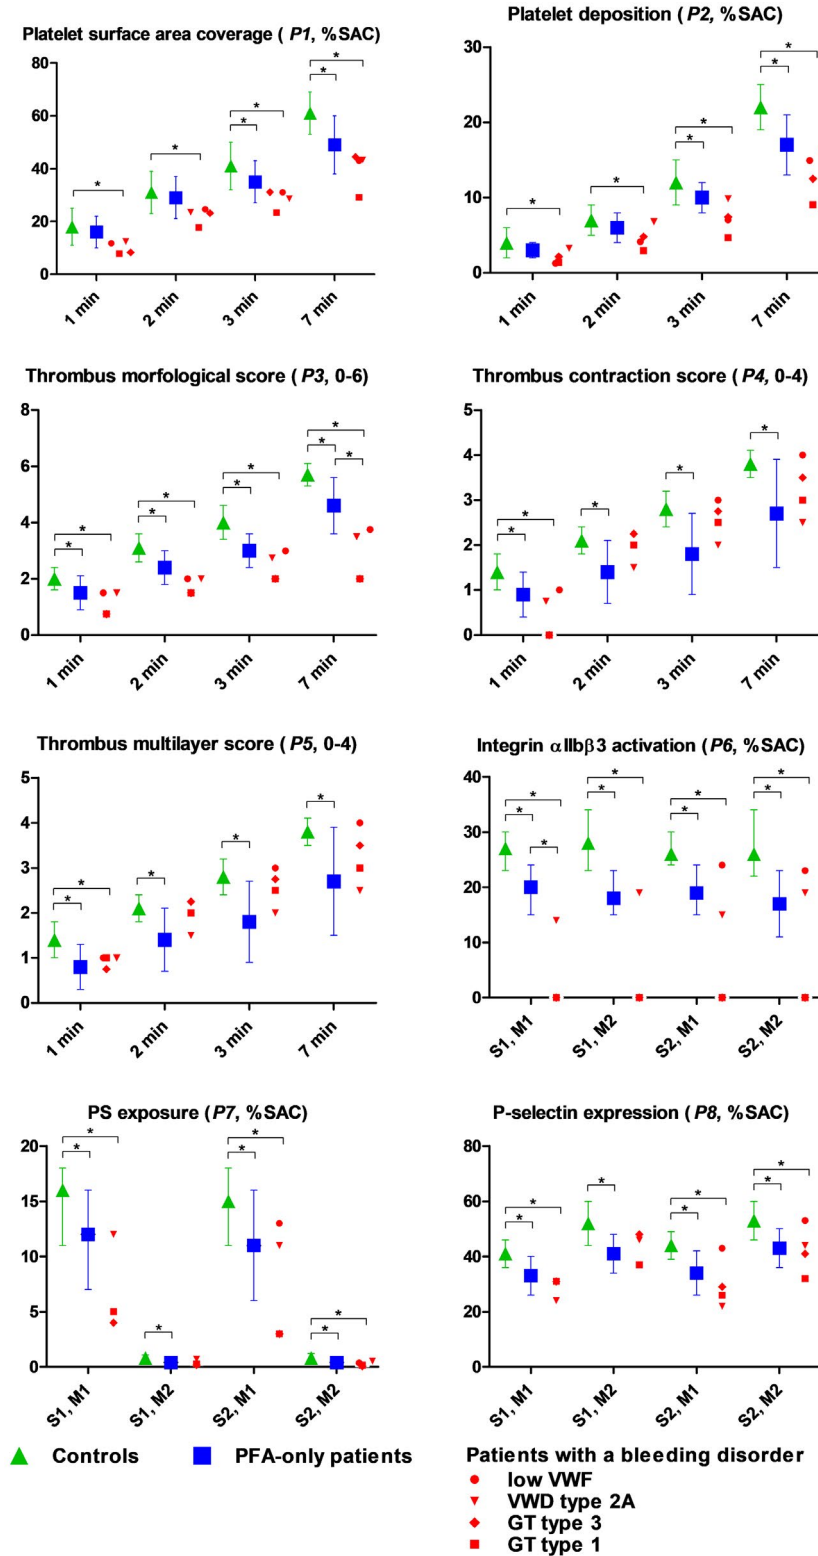 Platelet surface area coverage ( P1, %SAC)
80
60
40
20
0
* * * * * *
1 min 2 min 3 min 7 min
Platelet deposition ( P2, %SAC)
30
20
10
0
* * * * * *
1 min 2 min 3 min 7 min
Thrombus morfological score ( P3, 0-6)
8
6
4
2
0
* * * * * * * * *
1 min 2 min 3 min 7 min
Thrombus contraction score ( P4, 0-4)
5
4
3
2
1
0
* * * * *
1 min 2 min 3 min 7 min
Thrombus multilayer score ( P5, 0-4)
5
4
3
2
1
0
* * * * *
1 min 2 min 3 min 7 min
Integrin αIIbβ3 activation ( P6, %SAC)
40
30
20
10
0
* * * * * * * * *
S1, M1 S1, M2 S2, M1 S2, M2
PS exposure ( P7, %SAC)
20
15
10
5
0
* * * * * * *
S1, M1 S1, M2 S2, M1 S2, M2
P-selectin expression ( P8, %SAC)
80
60
40
20
0
* * * * * * *
S1, M1 S1, M2 S2, M1 S2, M2
Controls
PFA-only patients
Patients with a bleeding disorder
low VWF
VWD type 2A
GT type 3
GT type 1